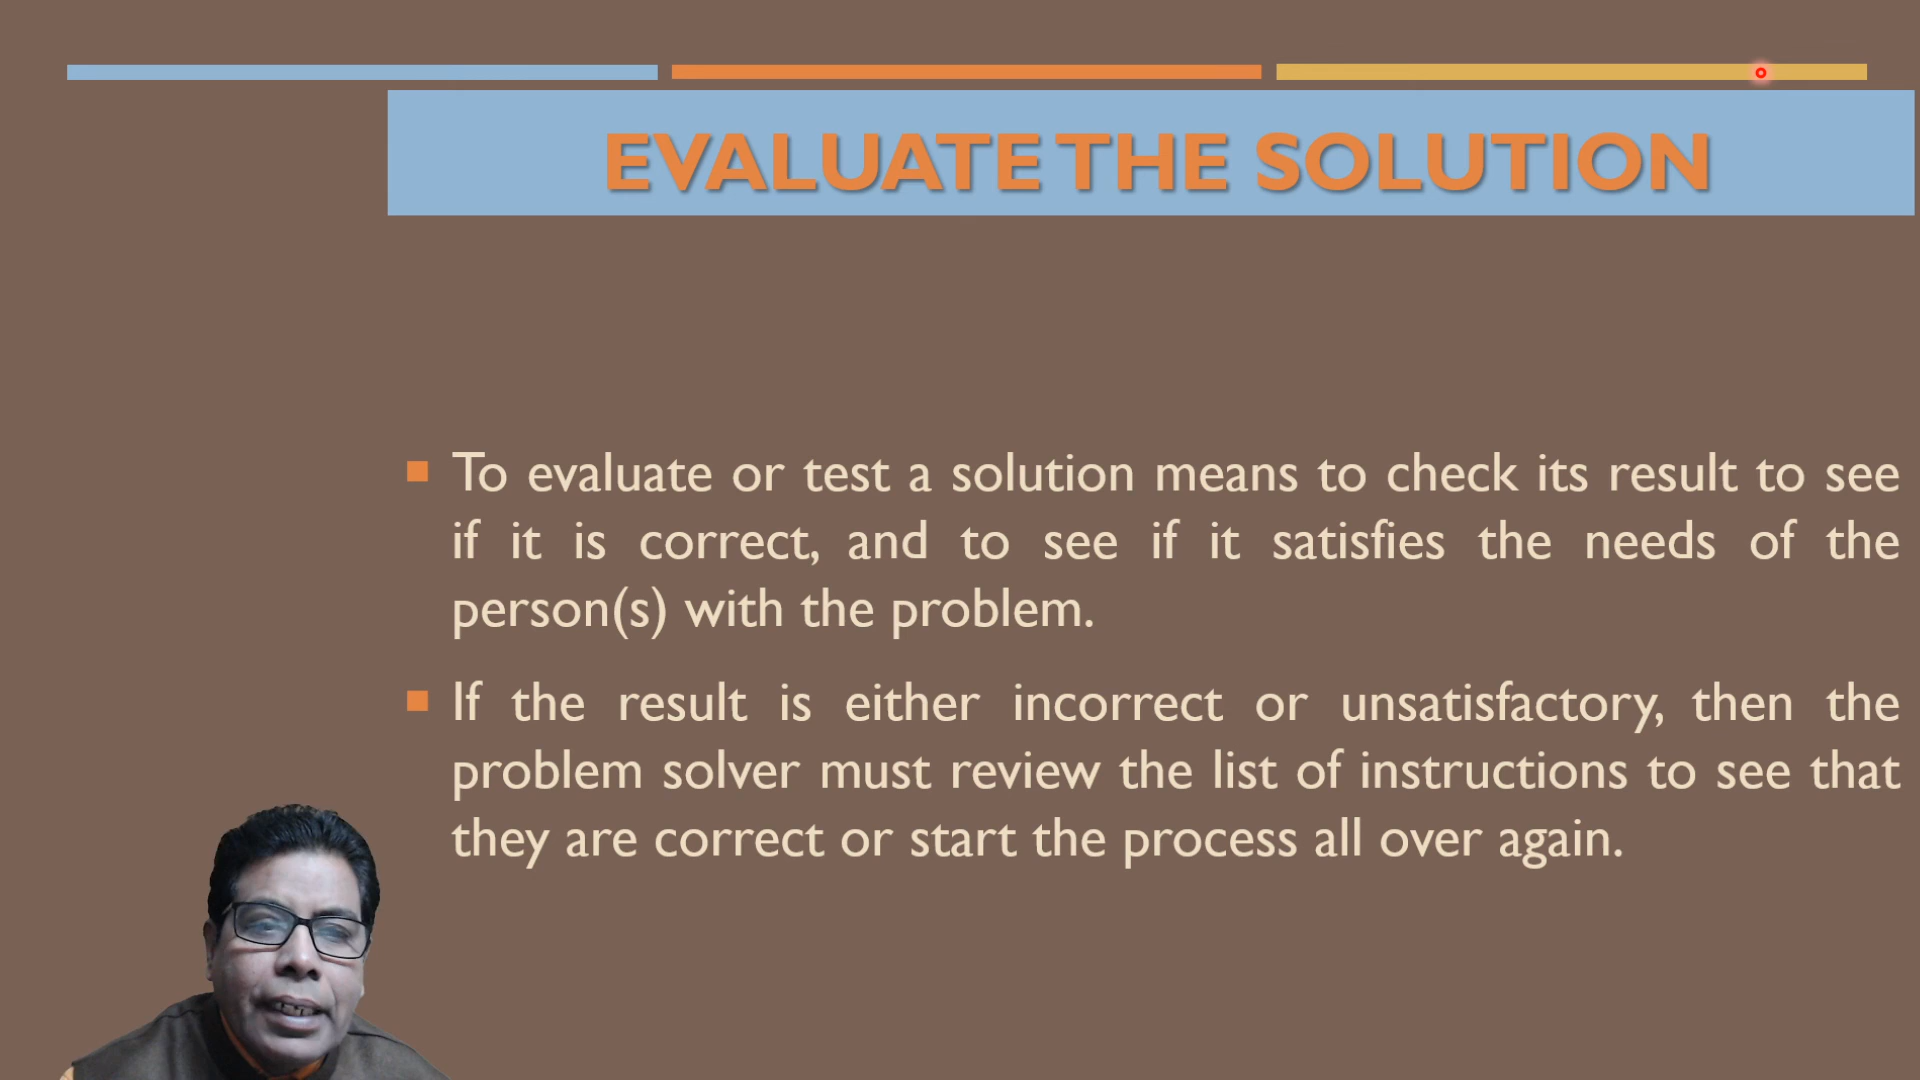 EVALUATE THE SOLUTION
To evaluate or test a solution means to check its result to see
if it is correct, and to see if it satisfies the needs of the
person(s) with the problem.
If the result is either incorrect or unsatisfactory, then the
problem solver must review the list of instructions to see that
they are correct or start the process all over again.